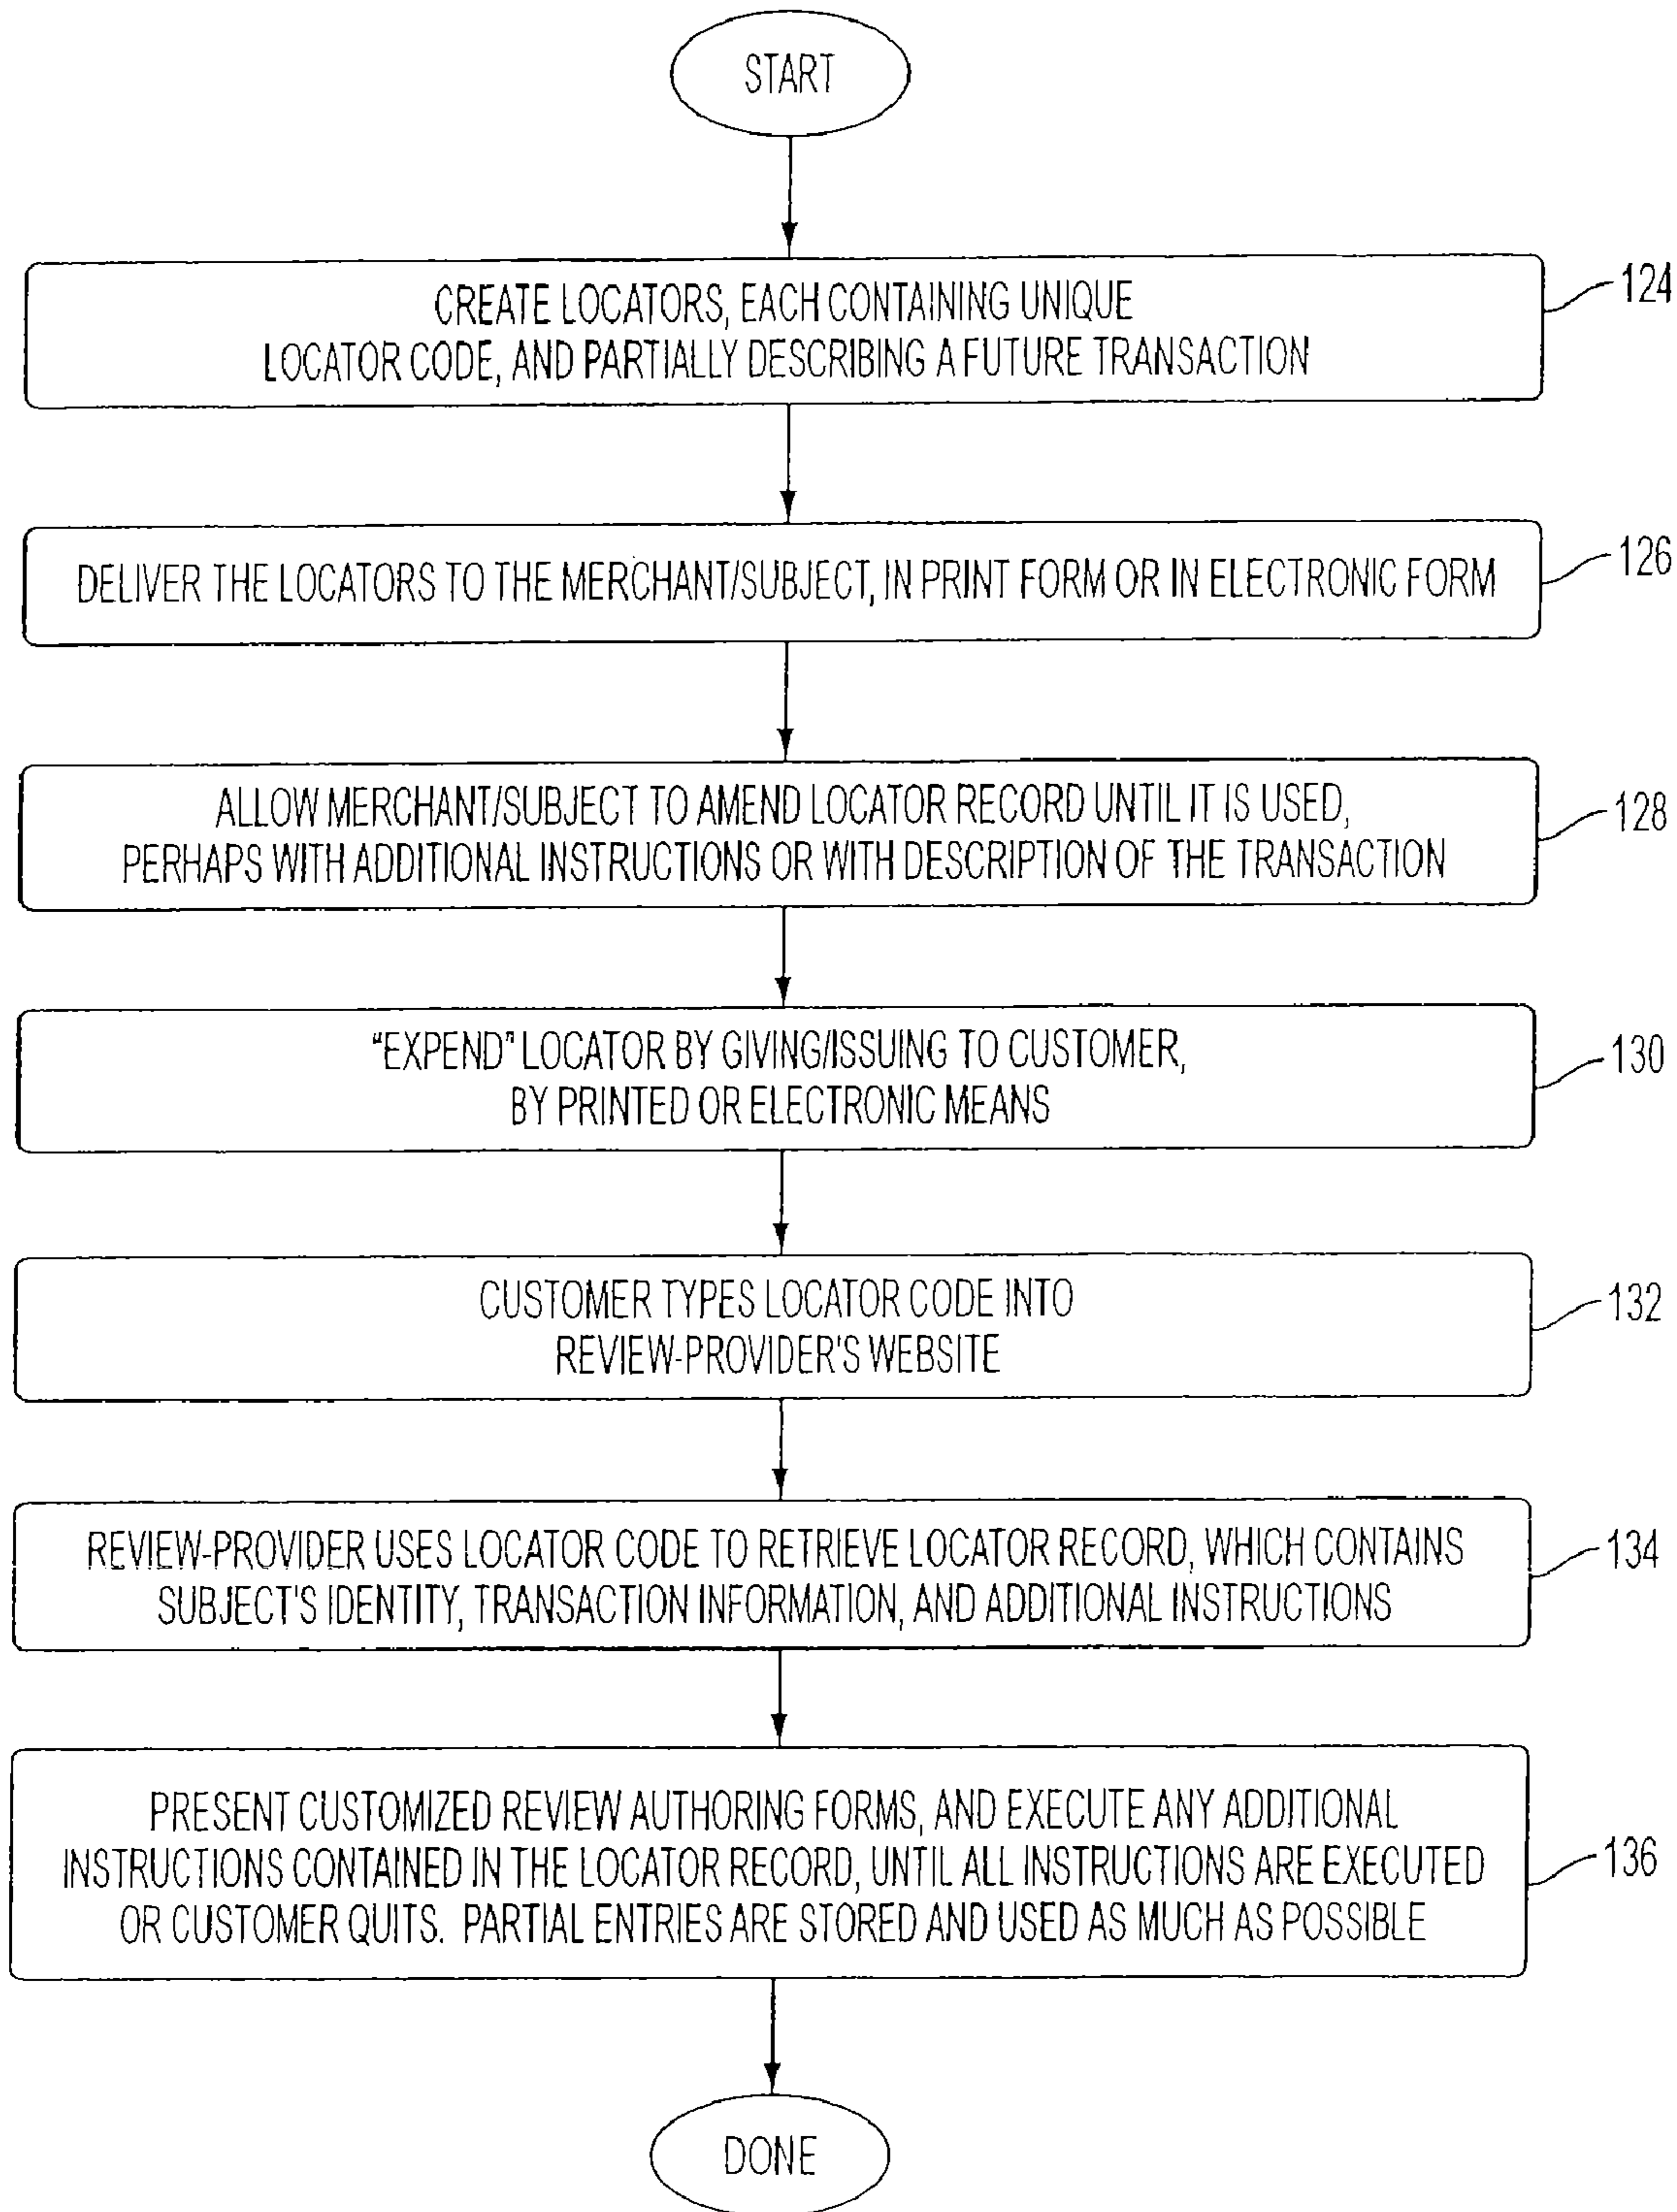 START
CREATE LOCATORS, EACH CONTAINING UNIQUE
LOCATOR CODE, AND PARTIALLY DESCRIBING A FUTURE TRANSACTION
124
DELIVER THE LOCATORS TO THE MERCHANT/SUBJECT, IN PRINT FORM OR IN ELECTRONIC FORM
126
ALLOW MERCHANT/SUBJECT TO AMEND LOCATOR RECORD UNTIL IT IS USED,
PERHAPS WITH ADDITIONAL INSTRUCTIONS OR WITH DESCRIPTION OF THE TRANSACTION
128
"EXPEND" LOCATOR BY GIVING/ISSUING TO CUSTOMER,
BY PRINTED OR ELECTRONIC MEANS
130
CUSTOMER TYPES LOCATOR CODE INTO
REVIEW-PROVIDER'S WEBSITE
132
REVIEW-PROVIDER USES LOCATOR CODE TO RETRIEVE LOCATOR RECORD, WHICH CONTAINS
SUBJECT'S IDENTITY, TRANSACTION INFORMATION, AND ADDITIONAL INSTRUCTIONS
134
PRESENT CUSTOMIZED REVIEW AUTHORING FORMS, AND EXECUTE ANY ADDITIONAL
INSTRUCTIONS CONTAINED IN THE LOCATOR RECORD, UNTIL ALL INSTRUCTIONS ARE EXECUTED
OR CUSTOMER QUITS. PARTIAL ENTRIES ARE STORED AND USED AS MUCH AS POSSIBLE
136
DONE